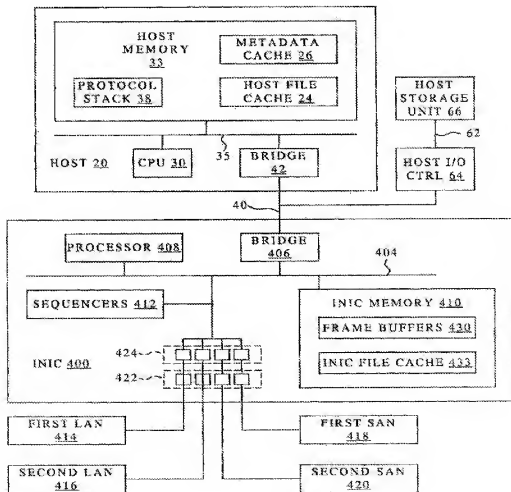 HOST
MEMORY
33
METADATA
CACHE 26
PROTOCOL
STACK 38
HOST FILE
CACHE 24
HOST
STORAGE
UNIT 66
35
62
HOST 20
CPU 30
BRIDGE
42
HOST I/O
CTRL 64
40
PROCESSOR 408
BRIDGE
406
404
SEQUENCERS 412
INIC MEMORY 410
FRAME BUFFERS 430
INIC FILE CACHE 433
424
INIC 400
422
FIRST LAN
414
FIRST SAN
418
SECOND LAN
416
SECOND SAN
420